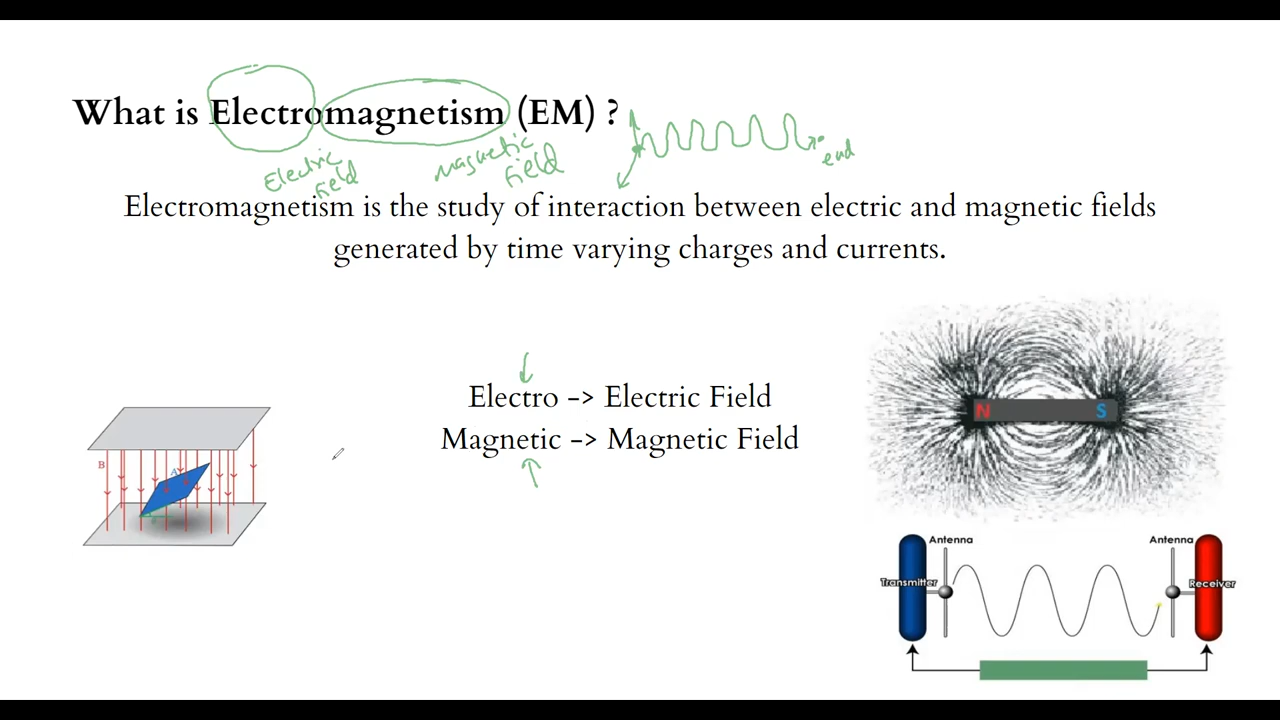 What is Electromagnetism (EM) ?
Electric
field
magnetic
field
end
Electromagnetism is the study of interaction between electric and magnetic fields
generated by time varying charges and currents.
Electro -> Electric Field
Magnetic -> Magnetic Field
B
A
N
S
Antenna
Antenna
Transmitter
Receiver